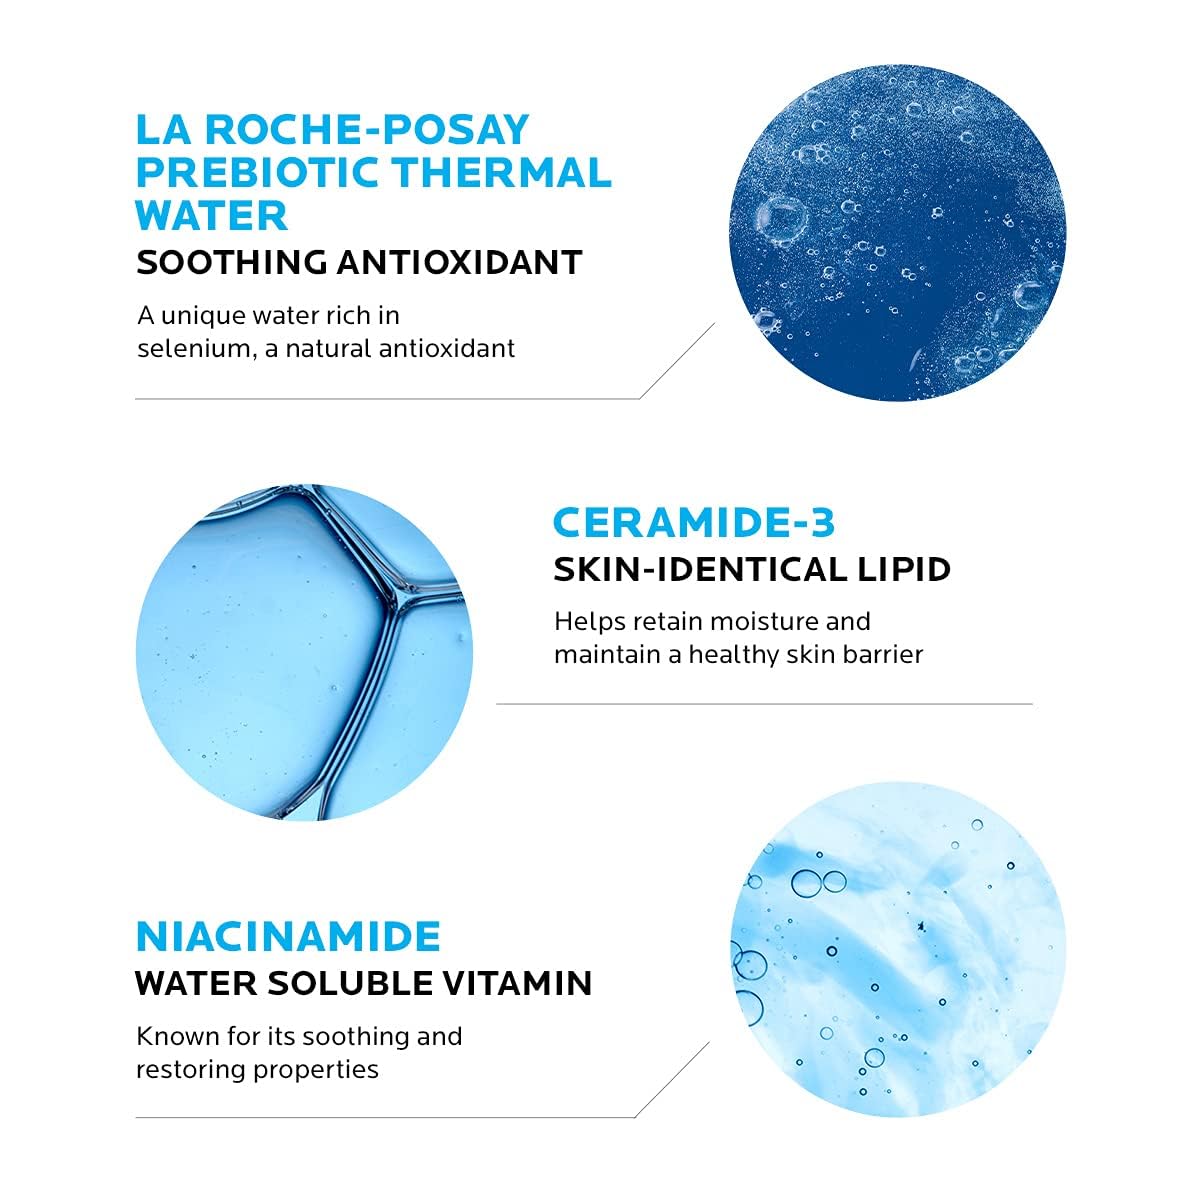 LA ROCHE-POSAY
PREBIOTIC THERMAL
WATER
SOOTHING ANTIOXIDANT
A unique water rich in
selenium, a natural antioxidant
CERAMIDE-3
SKIN-IDENTICAL LIPID
Helps retain moisture and
maintain a healthy skin barrier
NIACINAMIDE
WATER SOLUBLE VITAMIN
Known for its soothing and
restoring properties